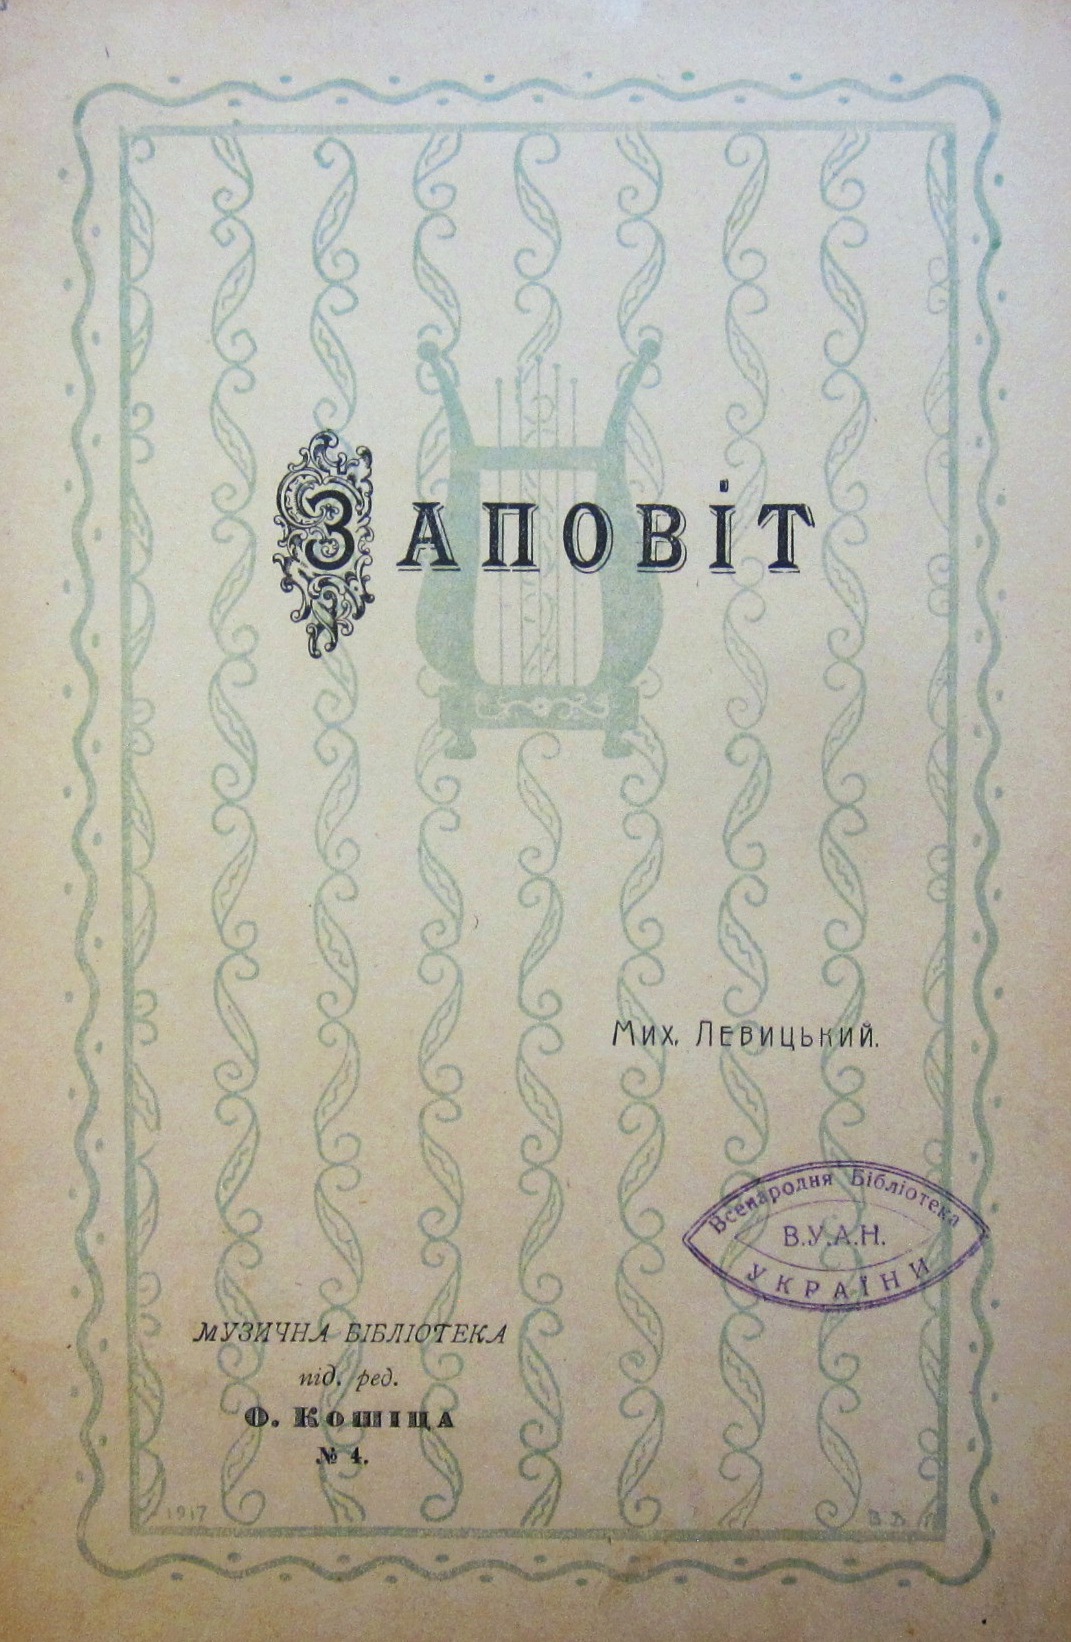 Заповіт
Мих. Левицький.
Всенародня Бібліотека
В.У.А.Н.
УКРАЇНИ
МУЗИЧНА БІБЛІОТЕКА
під. ред.
О. Кошіца
№ 4.
1917